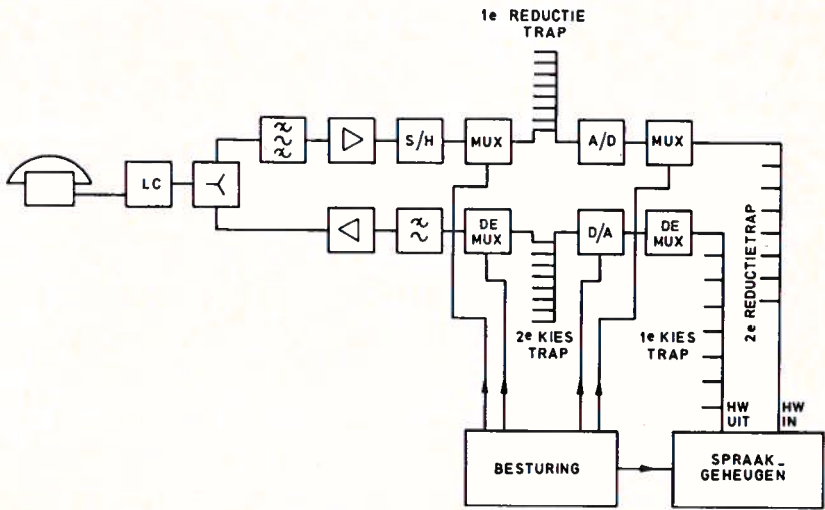 1e REDUCTIE
TRAP
S/H
MUX
A/D
MUX
LC
DE
MUX
D/A
DE
MUX
2e KIES
TRAP
1e KIES
TRAP
2e REDUCTIETRAP
HW
UIT
HW
IN
BESTURING
SPRAAK_
GEHEUGEN